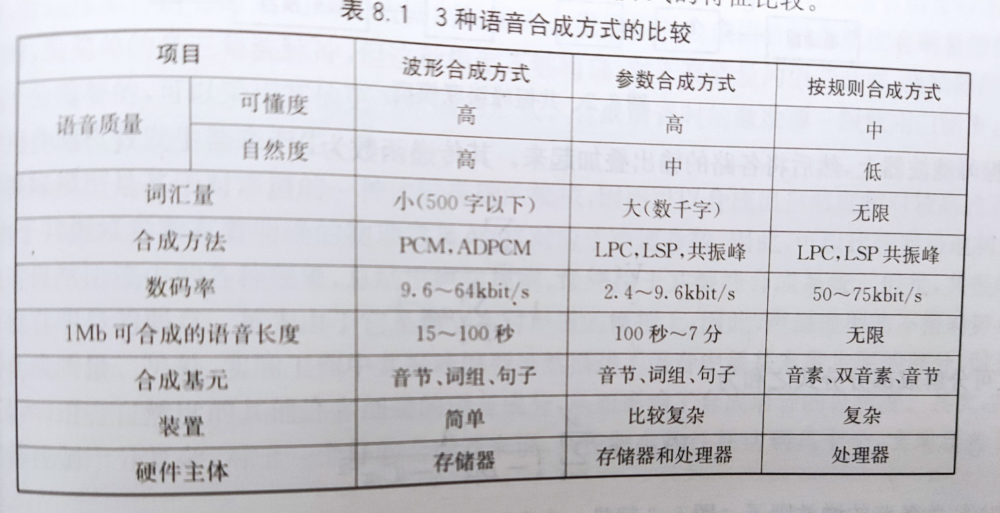 的特征比较。
表 8.1 3 种语音合成方式的比较
项目 波形合成方式 参数合成方式 按规则合成方式
语音质量 可懂度 高 高 中
自然度 高 中 低
词汇量 小(500 字以下) 大(数千字) 无限
合成方法 PCM,ADPCM LPC,LSP,共振峰 LPC,LSP 共振峰
数码率 9.6～64kbit/s 2.4～9.6kbit/s 50～75kbit/s
1Mb 可合成的语音长度 15～100 秒 100 秒～7 分 无限
合成基元 音节、词组、句子 音节、词组、句子 音素、双音素、音节
装置 简单 比较复杂 复杂
硬件主体 存储器 存储器和处理器 处理器